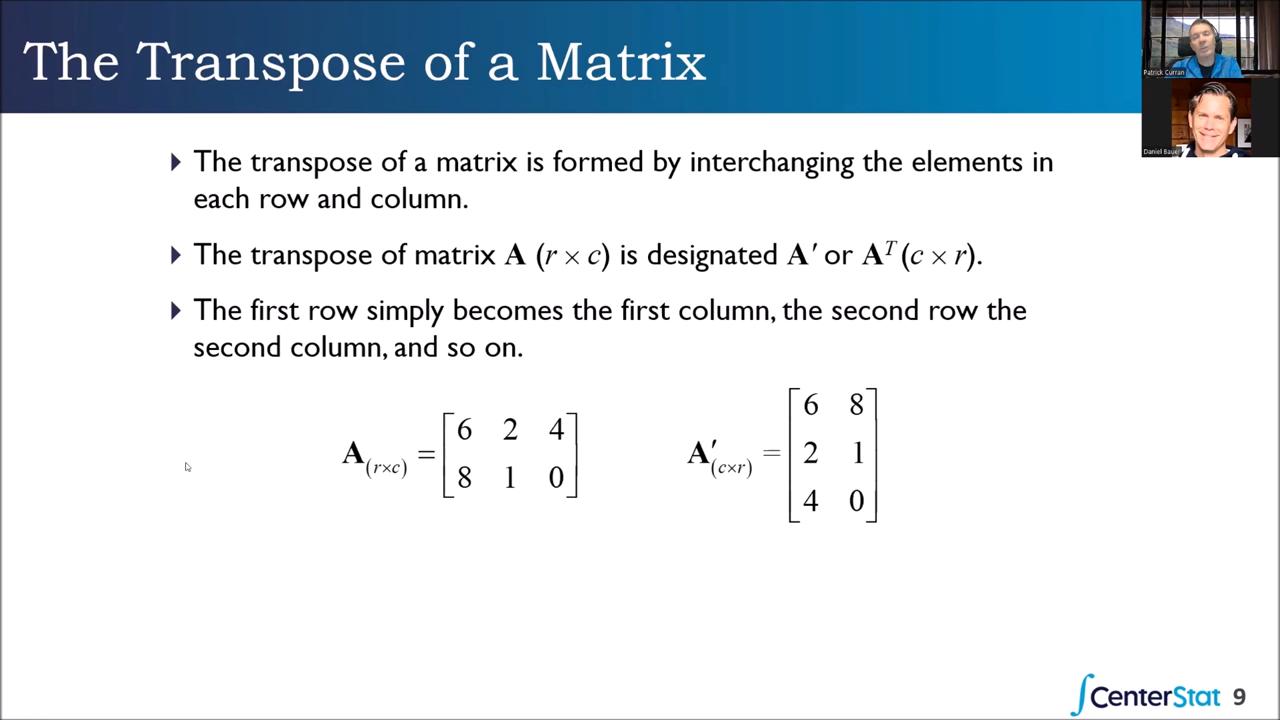 The Transpose of a Matrix
Patrick Curran
Daniel Bauer
The transpose of a matrix is formed by interchanging the elements in
each row and column.
The transpose of matrix A (r × c) is designated A′ or Aᵀ (c × r).
The first row simply becomes the first column, the second row the
second column, and so on.
A(r×c) = [6 2 4
8 1 0]
A′(c×r) = [6 8
2 1
4 0]
CenterStat 9